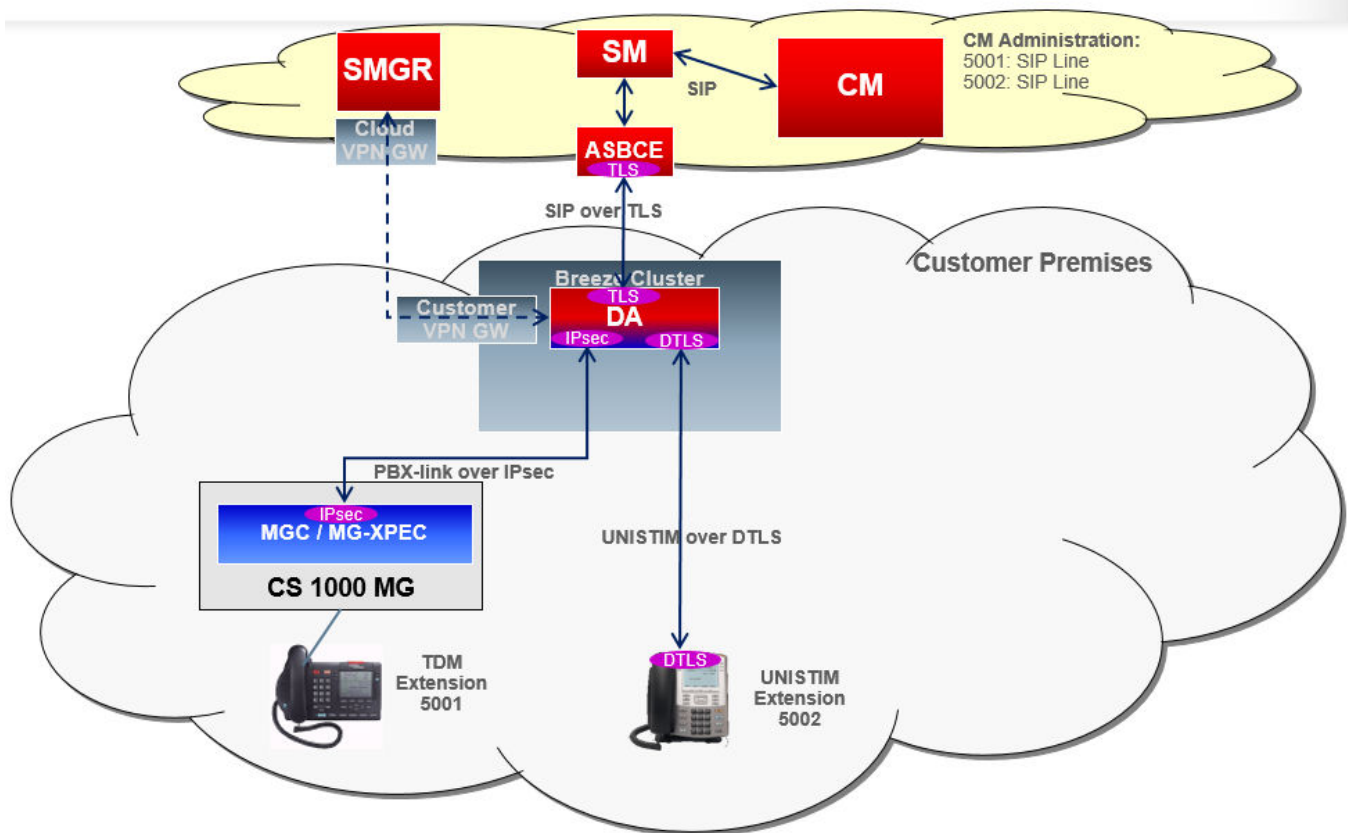 SMGR
Cloud
VPN GW
SM
SIP
CM
CM Administration:
5001: SIP Line
5002: SIP Line
ASBCE
TLS
SIP over TLS
Customer Premises
Breeze Cluster
TLS
DA
IPsec
DTLS
Customer
VPN GW
PBX-link over IPsec
IPsec
MGC / MG-XPEC
CS 1000 MG
UNISTIM over DTLS
TDM
Extension
5001
DTLS
UNISTIM
Extension
5002